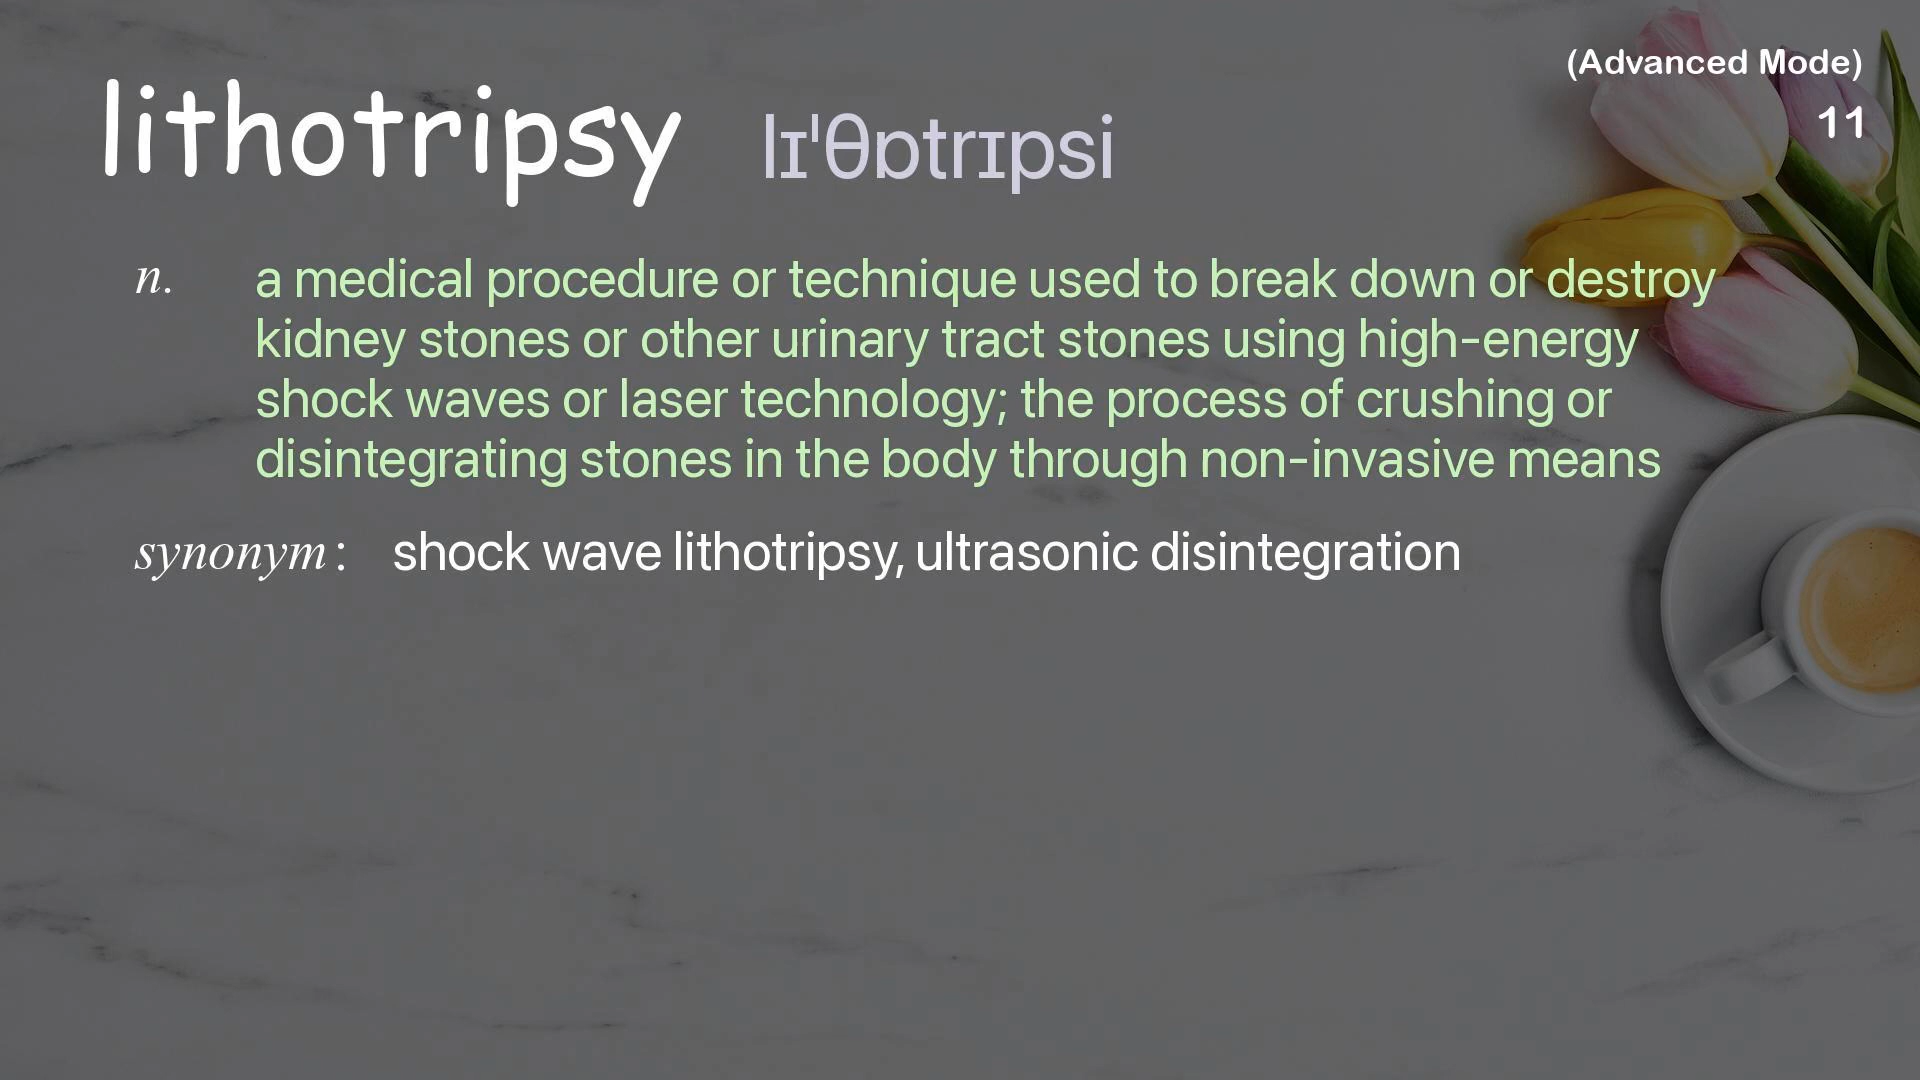 (Advanced Mode)
lithotripsy lɪˈθɒtrɪpsi
11
n. a medical procedure or technique used to break down or destroy
kidney stones or other urinary tract stones using high-energy
shock waves or laser technology; the process of crushing or
disintegrating stones in the body through non-invasive means
synonym: shock wave lithotripsy, ultrasonic disintegration